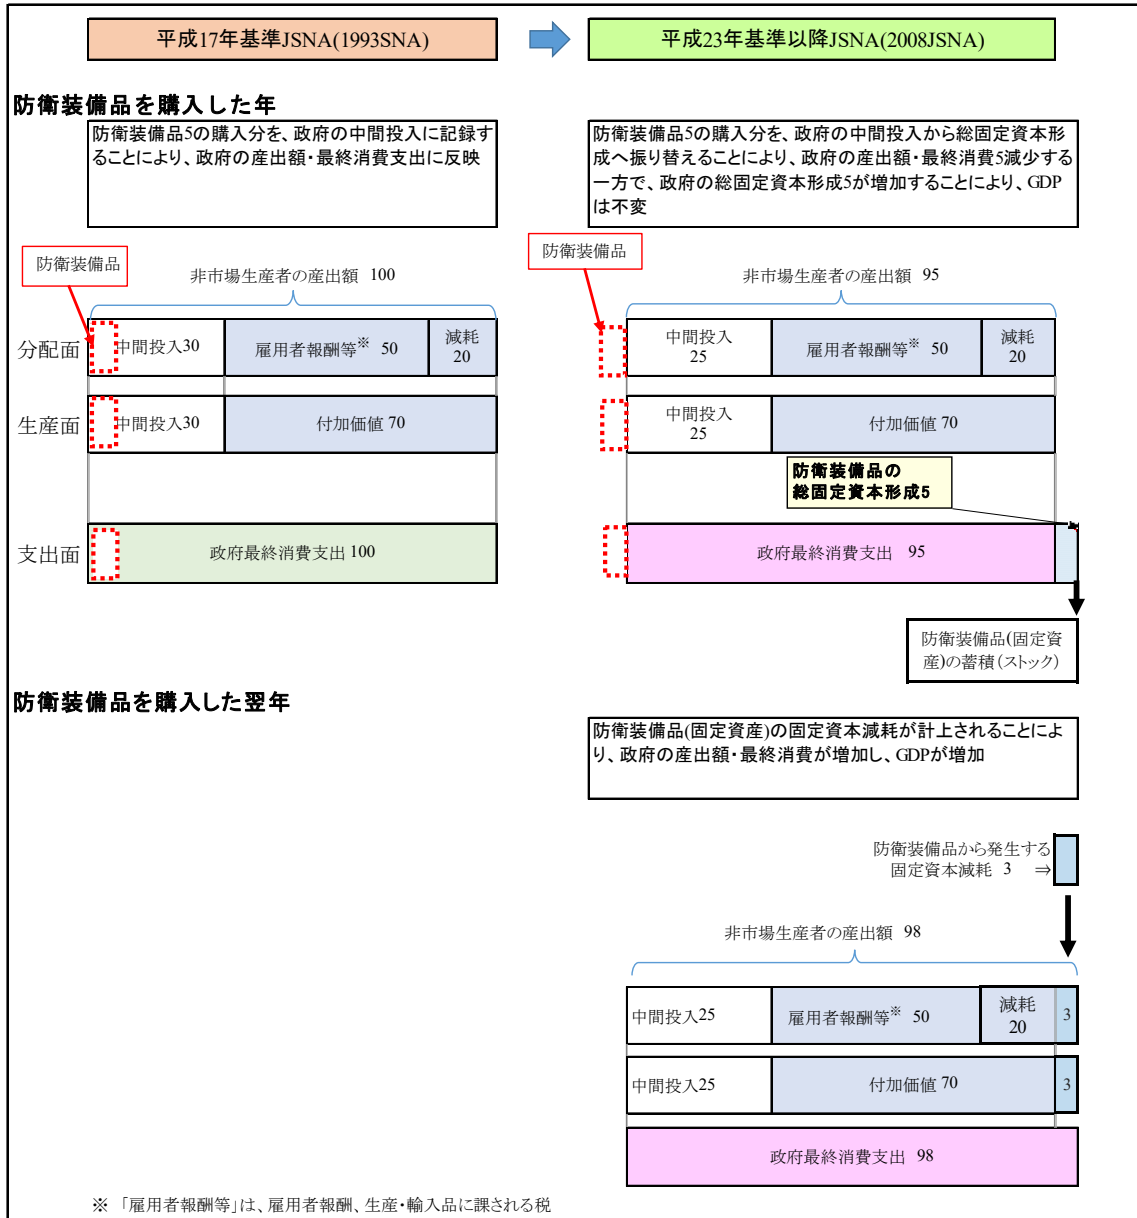 平成17年基準JSNA(1993SNA)
平成23年基準以降JSNA(2008JSNA)
防衛装備品を購入した年
防衛装備品5の購入分を、政府の中間投入に記録す
ることにより、政府の産出額・最終消費支出に反映
防衛装備品5の購入分を、政府の中間投入から総固定資本形
成へ振り替えることにより、政府の産出額・最終消費5減少する
一方で、政府の総固定資本形成5が増加することにより、GDP
は不変
防衛装備品
非市場生産者の産出額 100
防衛装備品
非市場生産者の産出額 95
分配面
中間投入30
雇用者報酬等※ 50
減耗
20
中間投入
25
雇用者報酬等※ 50
減耗
20
生産面
中間投入30
付加価値 70
中間投入
25
付加価値 70
防衛装備品の
総固定資本形成5
支出面
政府最終消費支出 100
政府最終消費支出 95
防衛装備品(固定資
産)の蓄積(ストック)
防衛装備品を購入した翌年
防衛装備品(固定資産)の固定資本減耗が計上されることによ
り、政府の産出額・最終消費が増加し、GDPが増加
防衛装備品から発生する
固定資本減耗 3 ⇒
非市場生産者の産出額 98
中間投入25
雇用者報酬等※ 50
減耗
20
3
中間投入25
付加価値 70
3
政府最終消費支出 98
※ 「雇用者報酬等」は、雇用者報酬、生産・輸入品に課される税